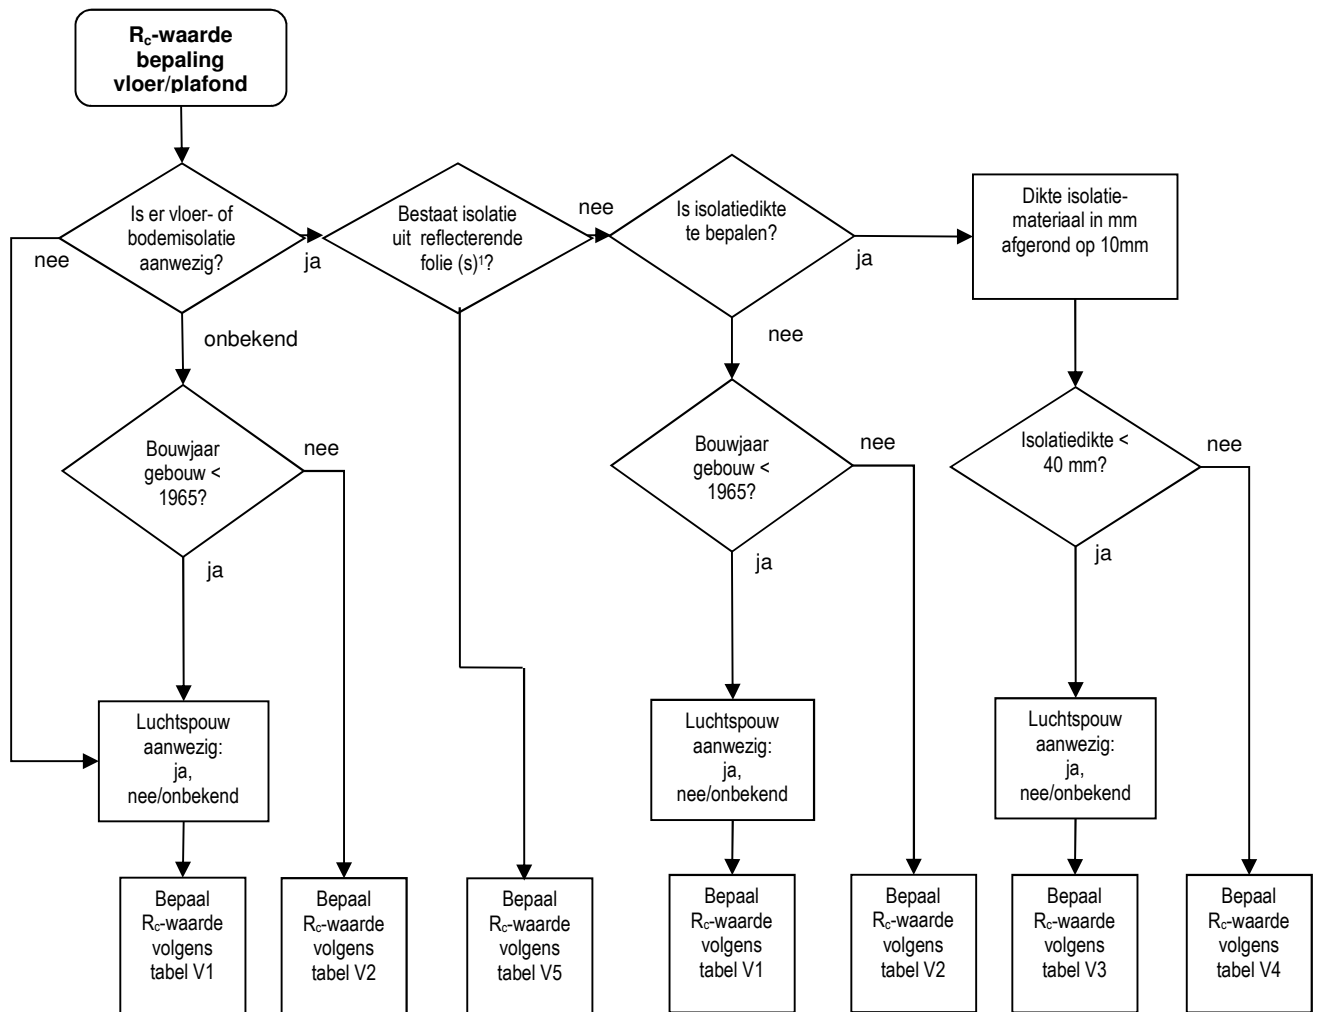 Rc-waarde
bepaling
vloer/plafond
Is er vloer- of
bodemisolatie
aanwezig?
nee
ja
onbekend
Bestaat isolatie
uit reflecterende
folie (s)¹?
nee
Is isolatiedikte
te bepalen?
ja
nee
Dikte isolatie-
materiaal in mm
afgerond op 10mm
Bouwjaar
gebouw <
1965?
nee
ja
Bouwjaar
gebouw <
1965?
nee
ja
Isolatiedikte <
40 mm?
nee
ja
Luchtspouw
aanwezig:
ja,
nee/onbekend
Luchtspouw
aanwezig:
ja,
nee/onbekend
Luchtspouw
aanwezig:
ja,
nee/onbekend
Bepaal
Rc-waarde
volgens
tabel V1
Bepaal
Rc-waarde
volgens
tabel V2
Bepaal
Rc-waarde
volgens
tabel V5
Bepaal
Rc-waarde
volgens
tabel V1
Bepaal
Rc-waarde
volgens
tabel V2
Bepaal
Rc-waarde
volgens
tabel V3
Bepaal
Rc-waarde
volgens
tabel V4